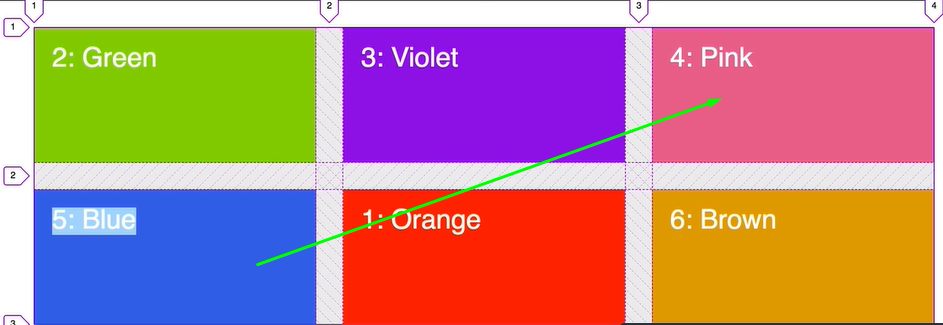 1
2
3
4
1
2: Green
3: Violet
4: Pink
2
5: Blue
1: Orange
6: Brown
3